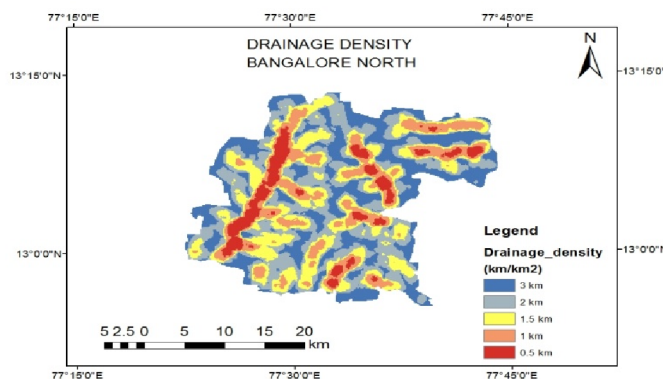 77°15'0"E
77°30'0"E
77°45'0"E
DRAINAGE DENSITY
BANGALORE NORTH
N
13°15'0"N
13°15'0"N
13°0'0"N
13°0'0"N
Legend
Drainage_density
(km/km2)
3 km
2 km
1.5 km
1 km
0.5 km
5 2.5 0 5 10 15 20
km
77°15'0"E
77°30'0"E
77°45'0"E